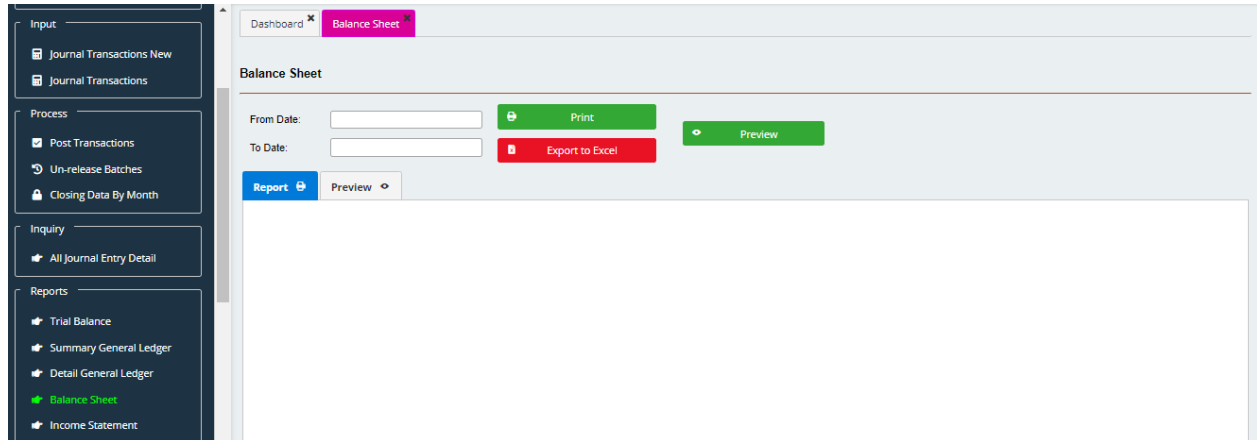 Input
Journal Transactions New
Journal Transactions
Process
Post Transactions
Un-release Batches
Closing Data By Month
Inquiry
All Journal Entry Detail
Reports
Trial Balance
Summary General Ledger
Detail General Ledger
Balance Sheet
Income Statement
Dashboard
Balance Sheet
Balance Sheet
From Date:
Print
Preview
To Date:
Export to Excel
Report
Preview